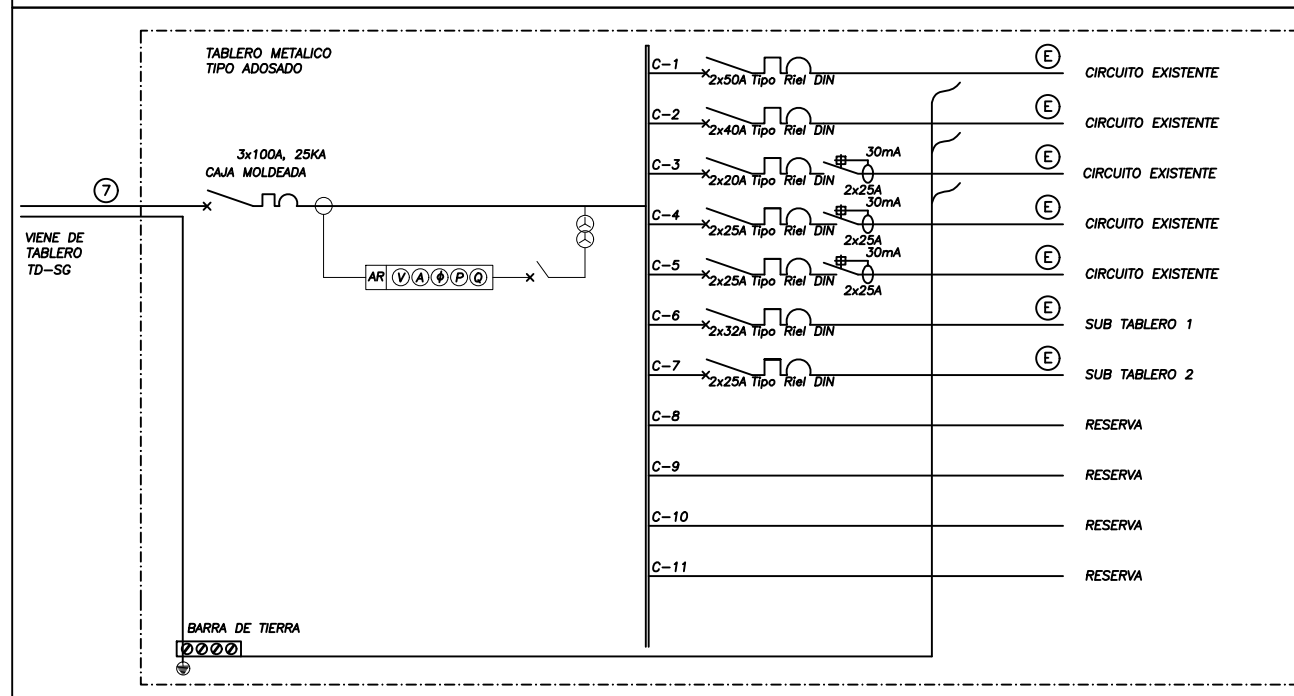 TABLERO METALICO
TIPO ADOSADO
3x100A, 25KA
CAJA MOLDEADA
7
VIENE DE
TABLERO
TD-SG
AR V A ϕ P Q
BARRA DE TIERRA
C-1
2x50A Tipo Riel DIN
E
CIRCUITO EXISTENTE
C-2
2x40A Tipo Riel DIN
E
CIRCUITO EXISTENTE
C-3
2x20A Tipo Riel DIN
30mA
2x25A
E
CIRCUITO EXISTENTE
C-4
2x25A Tipo Riel DIN
30mA
2x25A
E
CIRCUITO EXISTENTE
C-5
2x25A Tipo Riel DIN
30mA
2x25A
E
CIRCUITO EXISTENTE
C-6
2x32A Tipo Riel DIN
E
SUB TABLERO 1
C-7
2x25A Tipo Riel DIN
E
SUB TABLERO 2
C-8
RESERVA
C-9
RESERVA
C-10
RESERVA
C-11
RESERVA